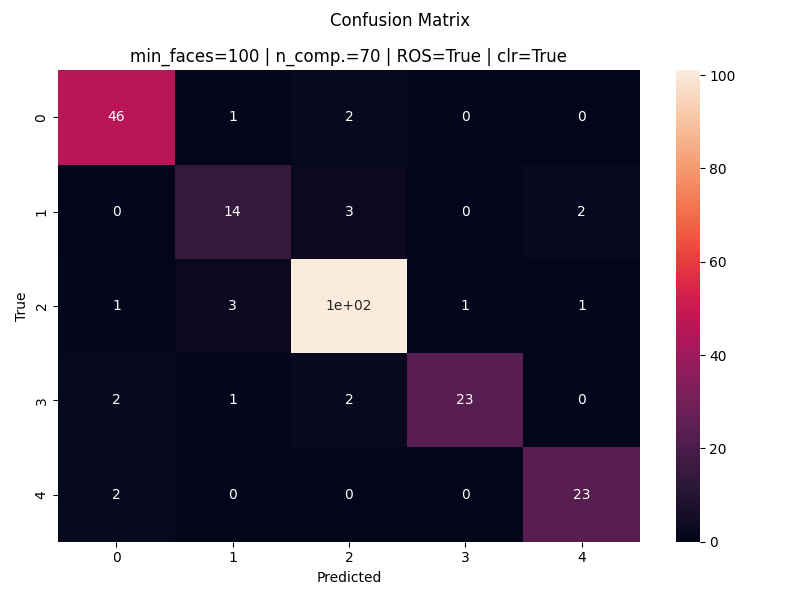 Confusion Matrix
min_faces=100 | n_comp.=70 | ROS=True | clr=True
0 46 1 2 0 0
1 0 14 3 0 2
2 1 3 1e+02 1 1
3 2 1 2 23 0
4 2 0 0 0 23
0 1 2 3 4
Predicted
True
100
80
60
40
20
0